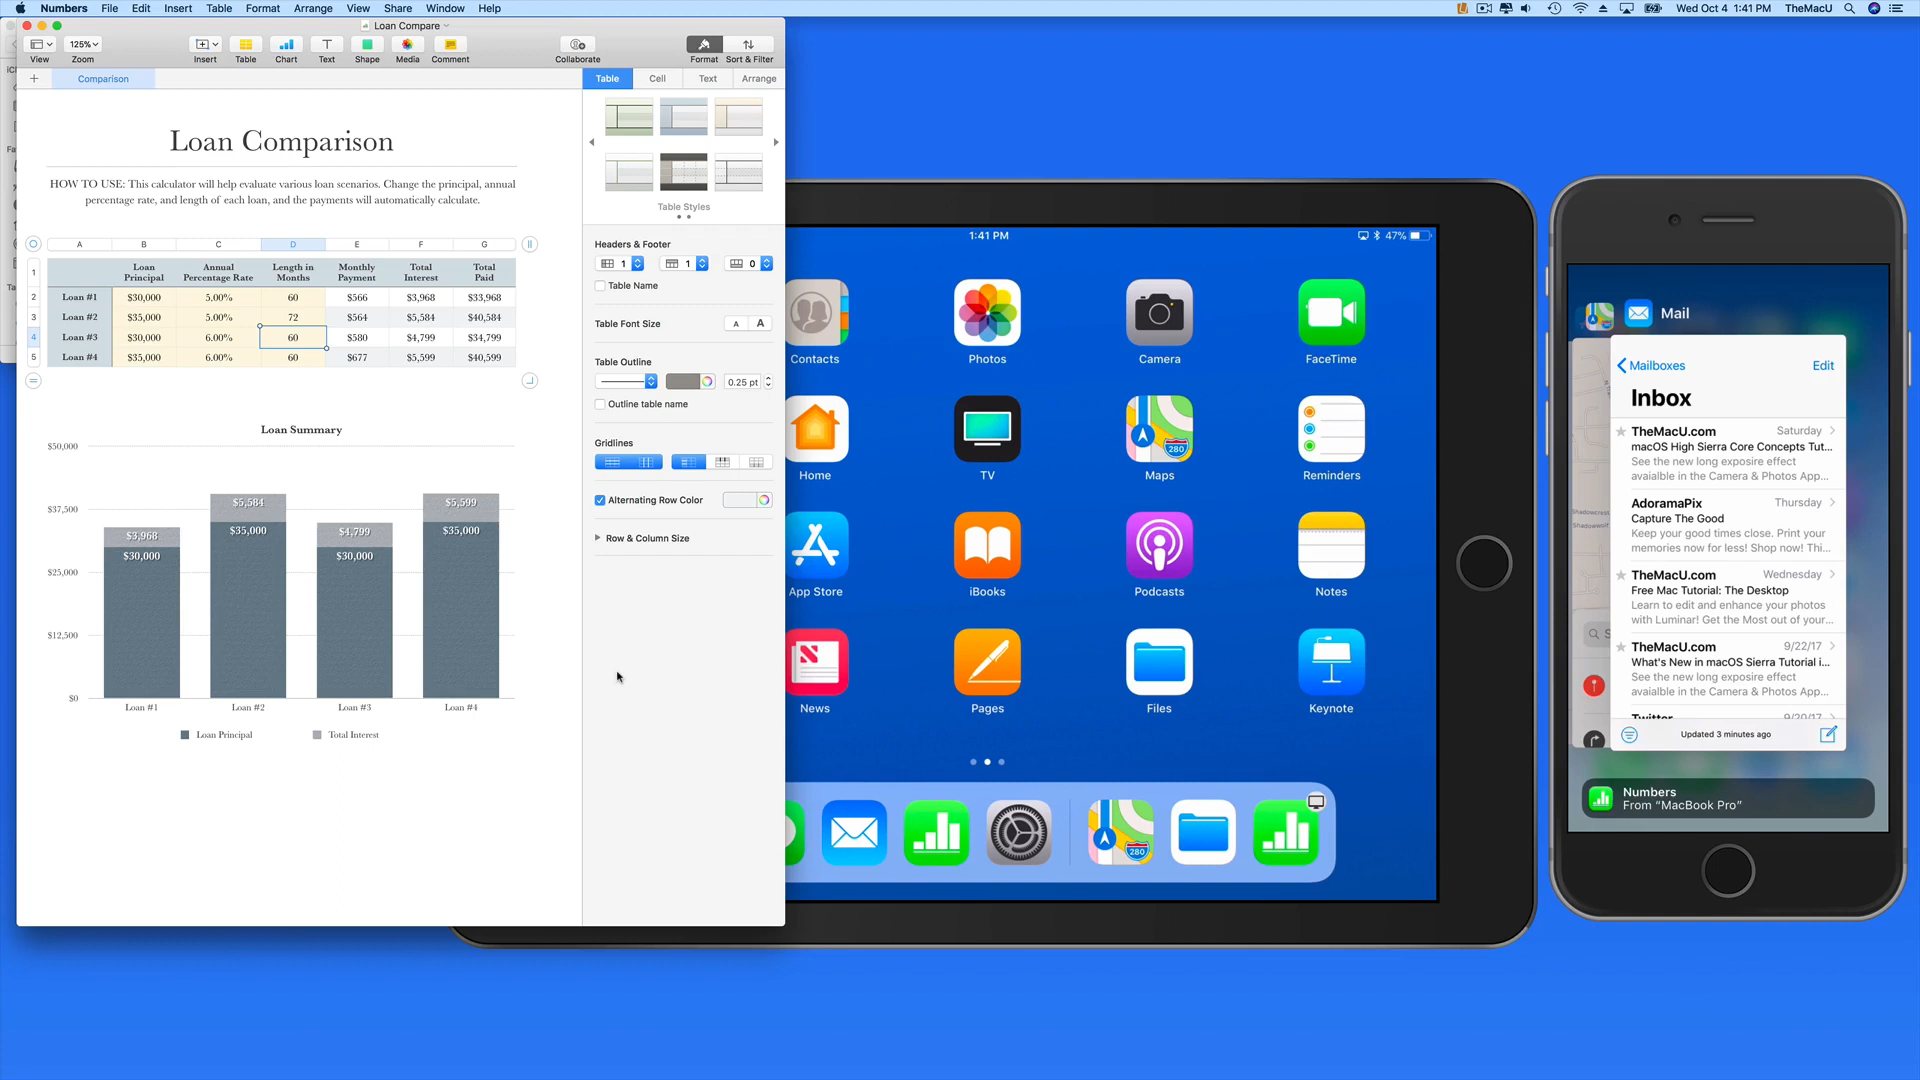 Numbers File Edit Insert Table Format Arrange View Share Window Help
Wed Oct 4 1:41 PM TheMacU
Loan Compare
125%
View Zoom Insert Table Chart Text Shape Media Comment Collaborate Format Sort & Filter
Comparison
Table Cell Text Arrange
Loan Comparison
HOW TO USE: This calculator will help evaluate various loan scenarios. Change the principal, annual
percentage rate, and length of each loan, and the payments will automatically calculate.
A B C D E F G
1 Loan Principal Annual Percentage Rate Length in Months Monthly Payment Total Interest Total Paid
2 Loan #1 $30,000 5.00% 60 $566 $3,968 $33,968
3 Loan #2 $35,000 5.00% 72 $564 $5,584 $40,584
4 Loan #3 $30,000 6.00% 60 $580 $4,799 $34,799
5 Loan #4 $35,000 6.00% 60 $677 $5,599 $40,599
Loan Summary
$50,000
$37,500
$25,000
$12,500
$0
$3,968
$30,000
$5,584
$35,000
$4,799
$30,000
$5,599
$35,000
Loan #1 Loan #2 Loan #3 Loan #4
Loan Principal Total Interest
Table Styles
Headers & Footer
1 1 0
Table Name
Table Font Size
A A
Table Outline
0.25 pt
Outline table name
Gridlines
Alternating Row Color
Row & Column Size
1:41 PM
47%
Contacts Photos Camera FaceTime
Home TV Maps Reminders
280
App Store iBooks Podcasts Notes
News Pages Files Keynote
280
Mail
Mailboxes Edit
Inbox
TheMacU.com Saturday
macOS High Sierra Core Concepts Tut...
See the new long exposure effect
avaialble in the Camera & Photos App...
AdoramaPix Thursday
Capture The Good
Keep your good times close. Print your
memories now for less! Shop now! Thi...
TheMacU.com Wednesday
Free Mac Tutorial: The Desktop
Learn to edit and enhance your photos
with Luminar! Get the Most out of your...
TheMacU.com 9/22/17
What's New in macOS Sierra Tutorial i...
See the new long exposure effect
avaialble in the Camera & Photos App...
Twitter 9/20/17
Updated 3 minutes ago
Numbers
From “MacBook Pro”